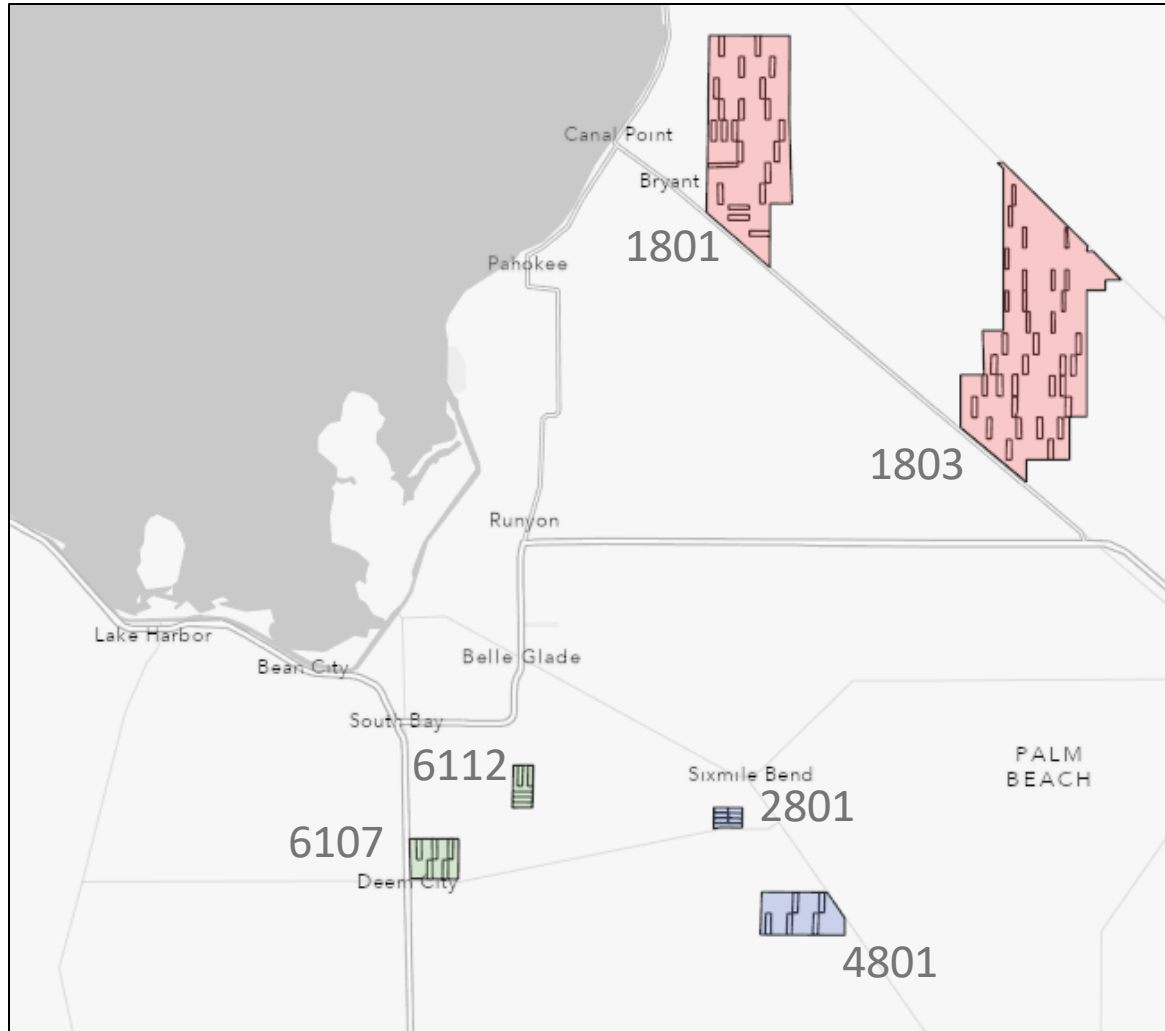 Canal Point
Bryant
1801
Pahokee
1803
Runyon
Lake Harbor
Belle Glade
Bean City
South Bay
6112
Sixmile Bend
PALM
BEACH
2801
6107
Deem City
4801